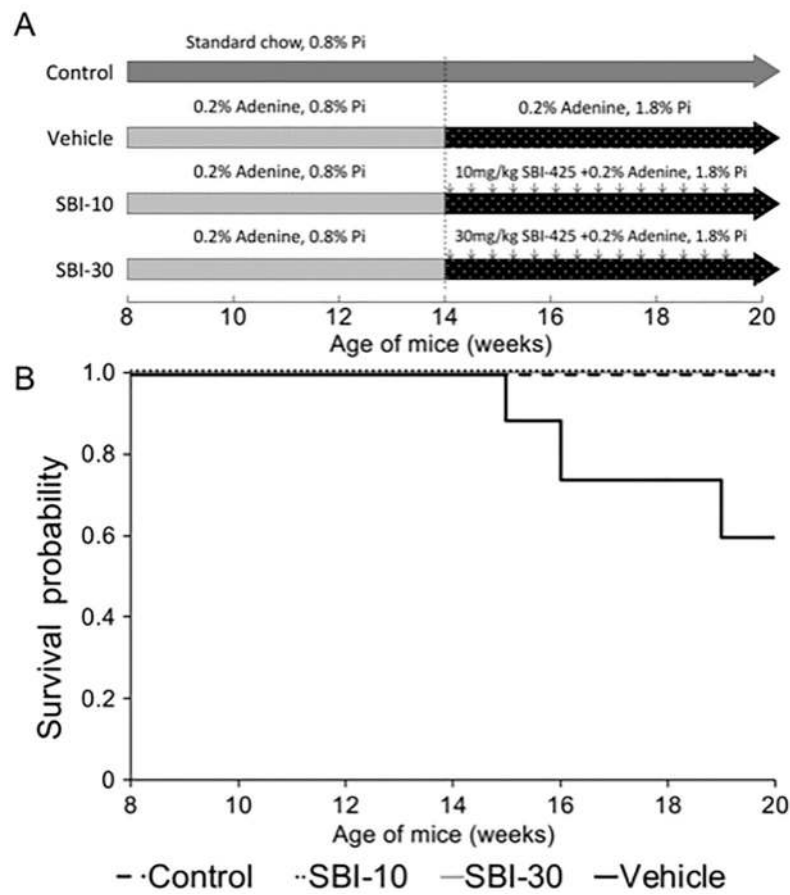 A
Standard chow, 0.8% Pi
Control
0.2% Adenine, 0.8% Pi 0.2% Adenine, 1.8% Pi
Vehicle
0.2% Adenine, 0.8% Pi 10mg/kg SBI-425 +0.2% Adenine, 1.8% Pi
SBI-10
0.2% Adenine, 0.8% Pi 30mg/kg SBI-425 +0.2% Adenine, 1.8% Pi
SBI-30
8 10 12 14 16 18 20
Age of mice (weeks)
B
Survival probability
1.0
0.8
0.6
0.4
0.2
0
8 10 12 14 16 18 20
Age of mice (weeks)
Control SBI-10 SBI-30 Vehicle